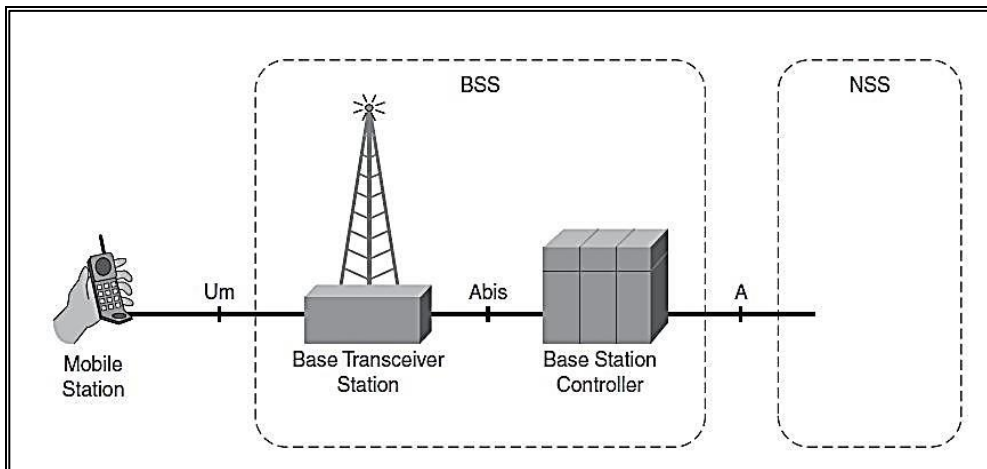 BSS
NSS
Um
Abis
A
Mobile
Station
Base Transceiver
Station
Base Station
Controller